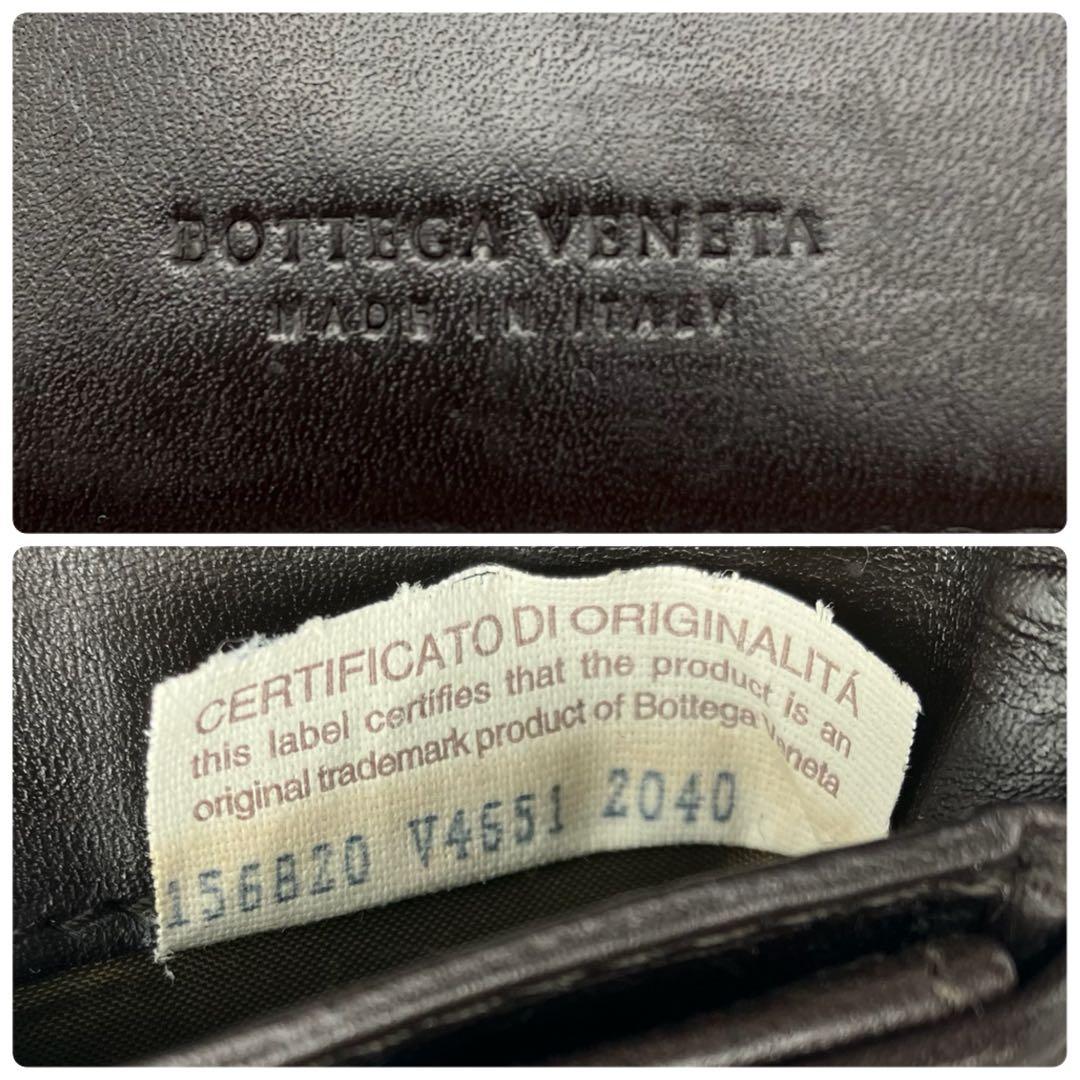 BOTTEGA VENETA
MADE IN ITALY
CERTIFICATO DI ORIGINALITÁ
this label certifies that the product is an
original trademark product of Bottega Veneta
156820 V4651 2040